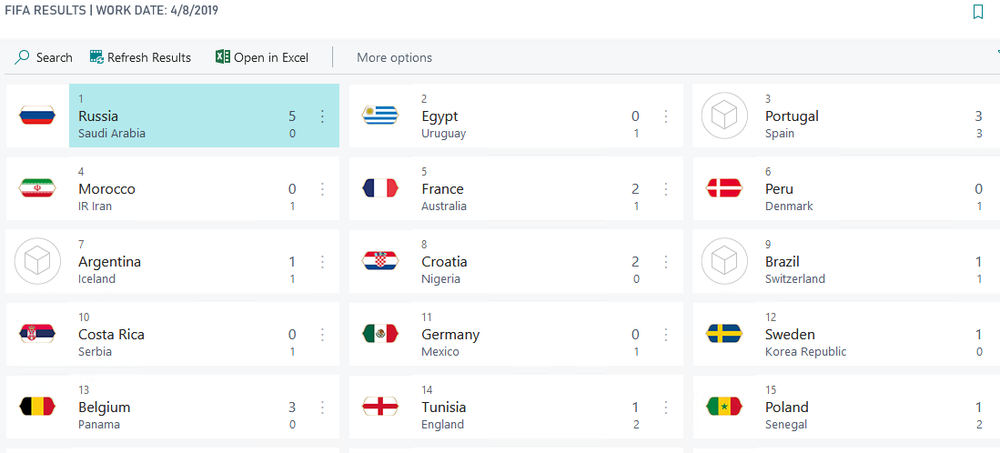 FIFA RESULTS | WORK DATE: 4/8/2019
Search Refresh Results Open in Excel More options
1
Russia 5
Saudi Arabia 0
2
Egypt 0
Uruguay 1
3
Portugal 3
Spain 3
4
Morocco 0
IR Iran 1
5
France 2
Australia 1
6
Peru 0
Denmark 1
7
Argentina 1
Iceland 1
8
Croatia 2
Nigeria 0
9
Brazil 1
Switzerland 1
10
Costa Rica 0
Serbia 1
11
Germany 0
Mexico 1
12
Sweden 1
Korea Republic 0
13
Belgium 3
Panama 0
14
Tunisia 1
England 2
15
Poland 1
Senegal 2